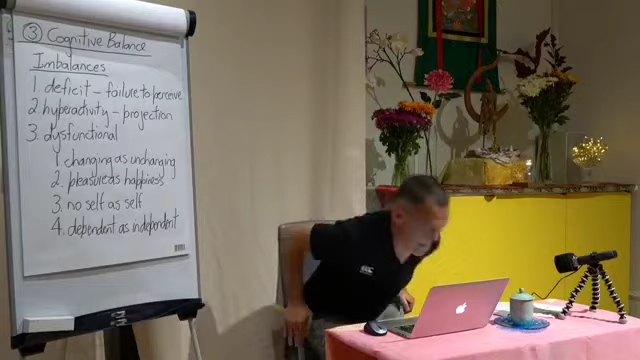 ③ Cognitive Balance
Imbalances
1. deficit – failure to perceive
2 hyperactivity – projection
3. dysfunctional
1. changing as unchanging
2. pleasure as happiness
3. no self as self
4. dependent as independent